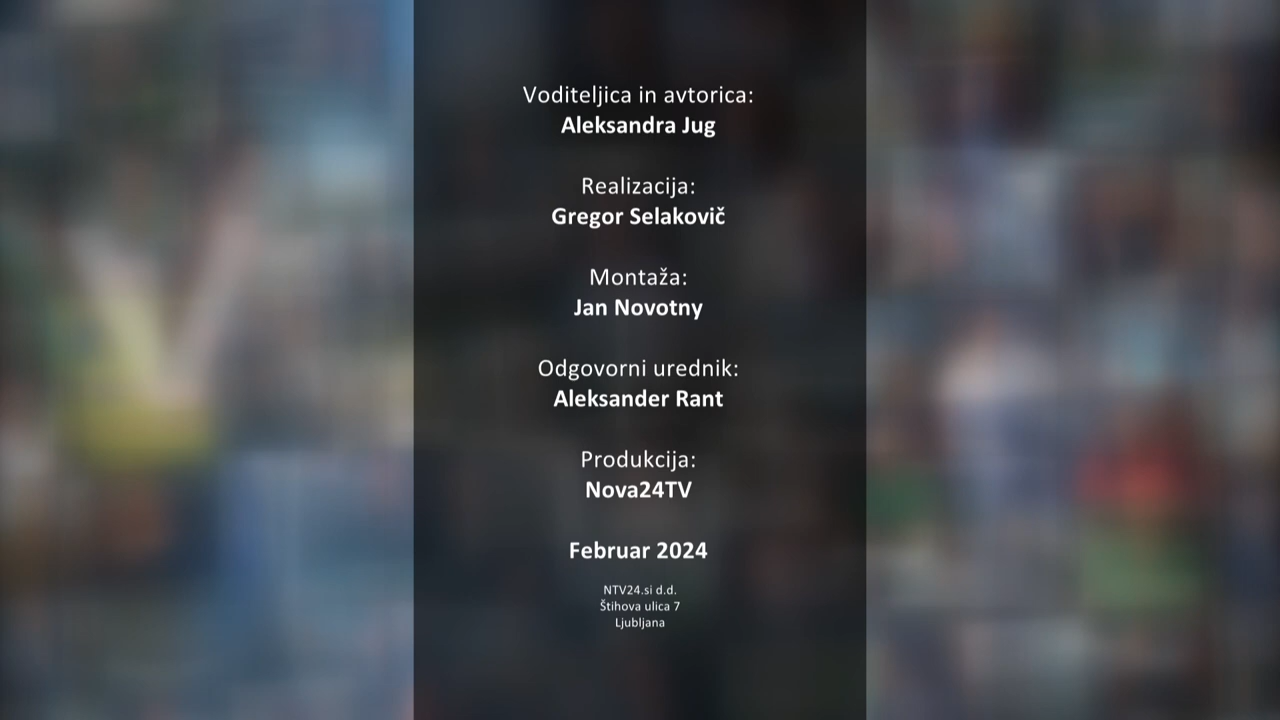 Voditeljica in avtorica:
Aleksandra Jug
Realizacija:
Gregor Selakovič
Montaža:
Jan Novotny
Odgovorni urednik:
Aleksander Rant
Produkcija:
Nova24TV
Februar 2024
NTV24.si d.d.
Štihova ulica 7
Ljubljana